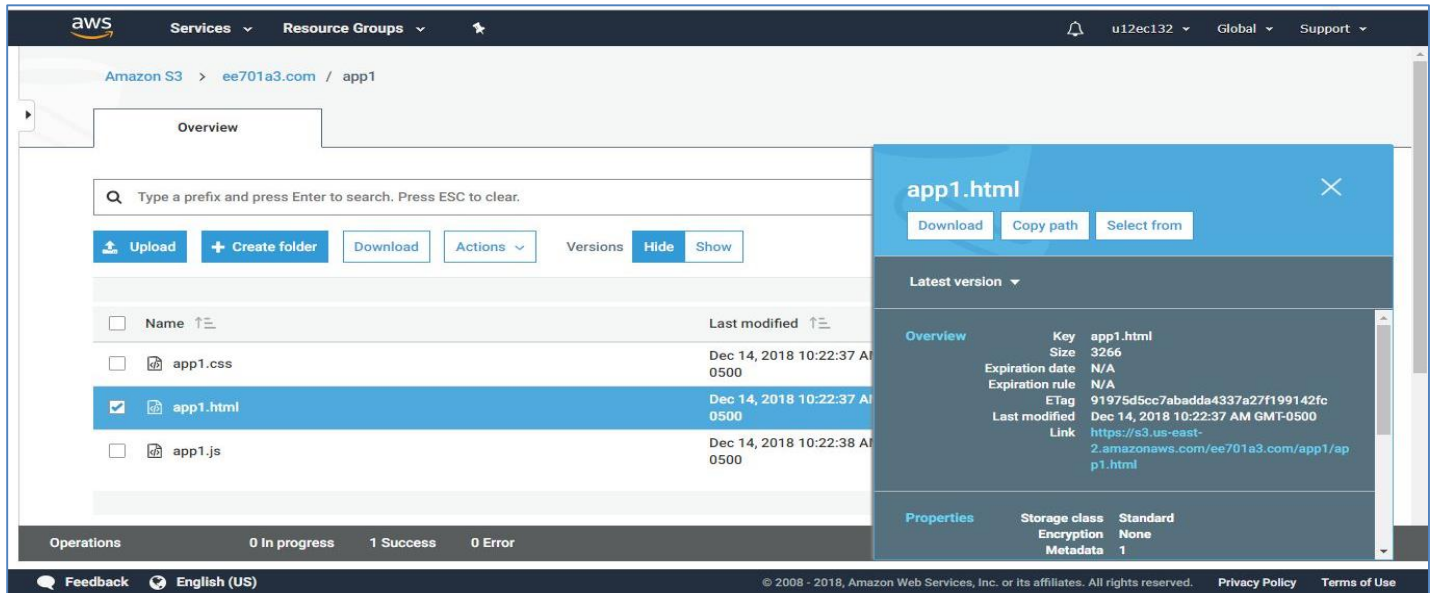 aws Services Resource Groups u12ec132 Global Support
Amazon S3 > ee701a3.com / app1
Overview
Type a prefix and press Enter to search. Press ESC to clear.
Upload + Create folder Download Actions Versions Hide Show
Name Last modified
app1.css Dec 14, 2018 10:22:37 AM
0500
app1.html Dec 14, 2018 10:22:37 AM
0500
app1.js Dec 14, 2018 10:22:38 AM
0500
app1.html
Download Copy path Select from
Latest version
Overview Key app1.html
Size 3266
Expiration date N/A
Expiration rule N/A
ETag 91975d5cc7abadda4337a27f199142fc
Last modified Dec 14, 2018 10:22:37 AM GMT-0500
Link https://s3.us-east-
2.amazonaws.com/ee701a3.com/app1/ap
p1.html
Properties Storage class Standard
Encryption None
Metadata 1
Operations 0 In progress 1 Success 0 Error
Feedback English (US) © 2008 - 2018, Amazon Web Services, Inc. or its affiliates. All rights reserved. Privacy Policy Terms of Use